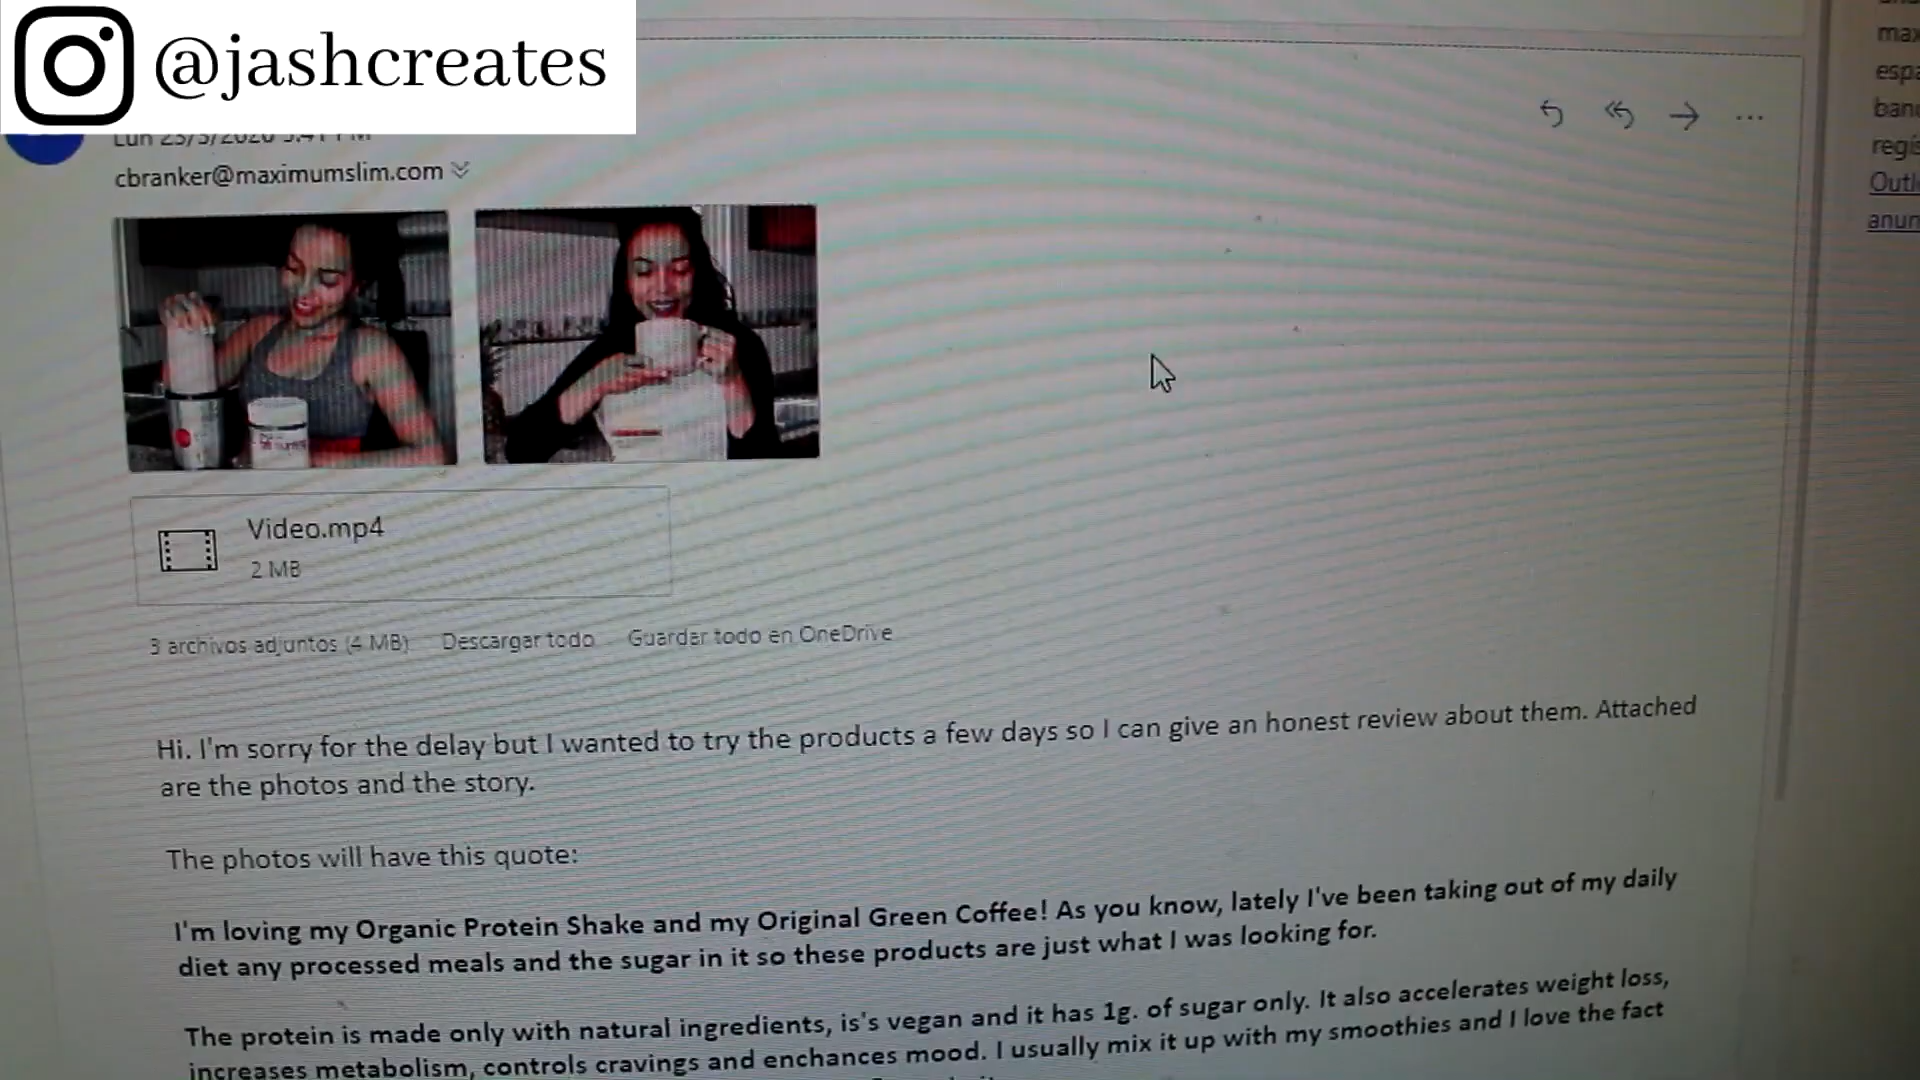 @jashcreates
cbranker@maximumslim.com
Video.mp4
2 MB
3 archivos adjuntos (4 MB) Descargar todo Guardar todo en OneDrive
Hi. I'm sorry for the delay but I wanted to try the products a few days so I can give an honest review about them. Attached
are the photos and the story.
The photos will have this quote:
I'm loving my Organic Protein Shake and my Original Green Coffee! As you know, lately I've been taking out of my daily
diet any processed meals and the sugar in it so these products are just what I was looking for.
The protein is made only with natural ingredients, is's vegan and it has 1g. of sugar only. It also accelerates weight loss,
increases metabolism, controls cravings and enchances mood. I usually mix it up with my smoothies and I love the fact